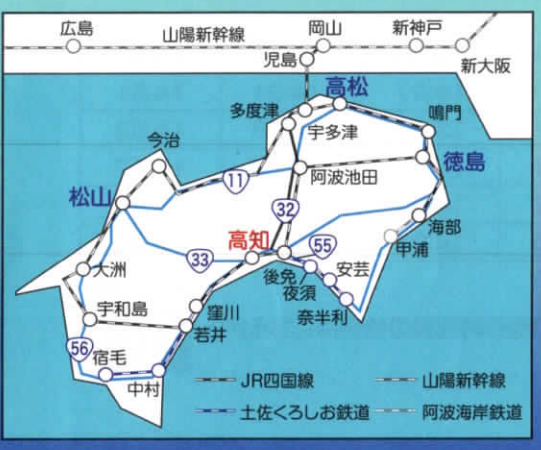 広島
山陽新幹線
岡山
新神戸
新大阪
児島
高松
多度津
宇多津
鳴門
今治
徳島
11
阿波池田
松山
32
海部
高知
55
甲浦
33
後免
安芸
大洲
夜須
奈半利
宇和島
窪川
若井
56
宿毛
中村
JR四国線
山陽新幹線
土佐くろしお鉄道
阿波海岸鉄道